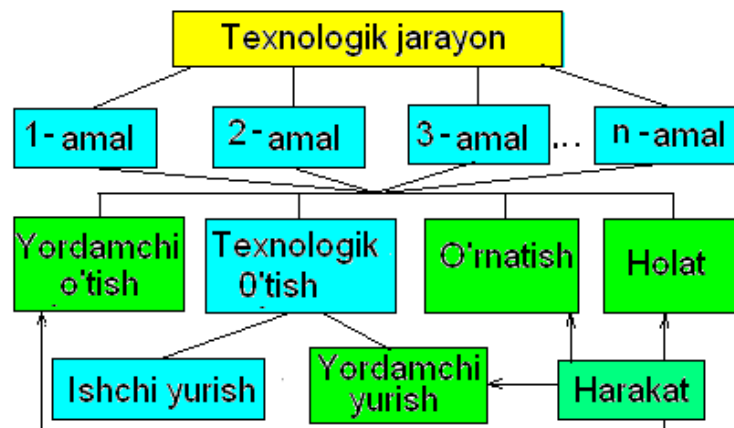 Texnologik jarayon
1-amal
2-amal
3-amal
...
n-amal
Yordamchi
o'tish
Texnologik
0'tish
O'rnatish
Holat
Ishchi yurish
Yordamchi
yurish
Harakat